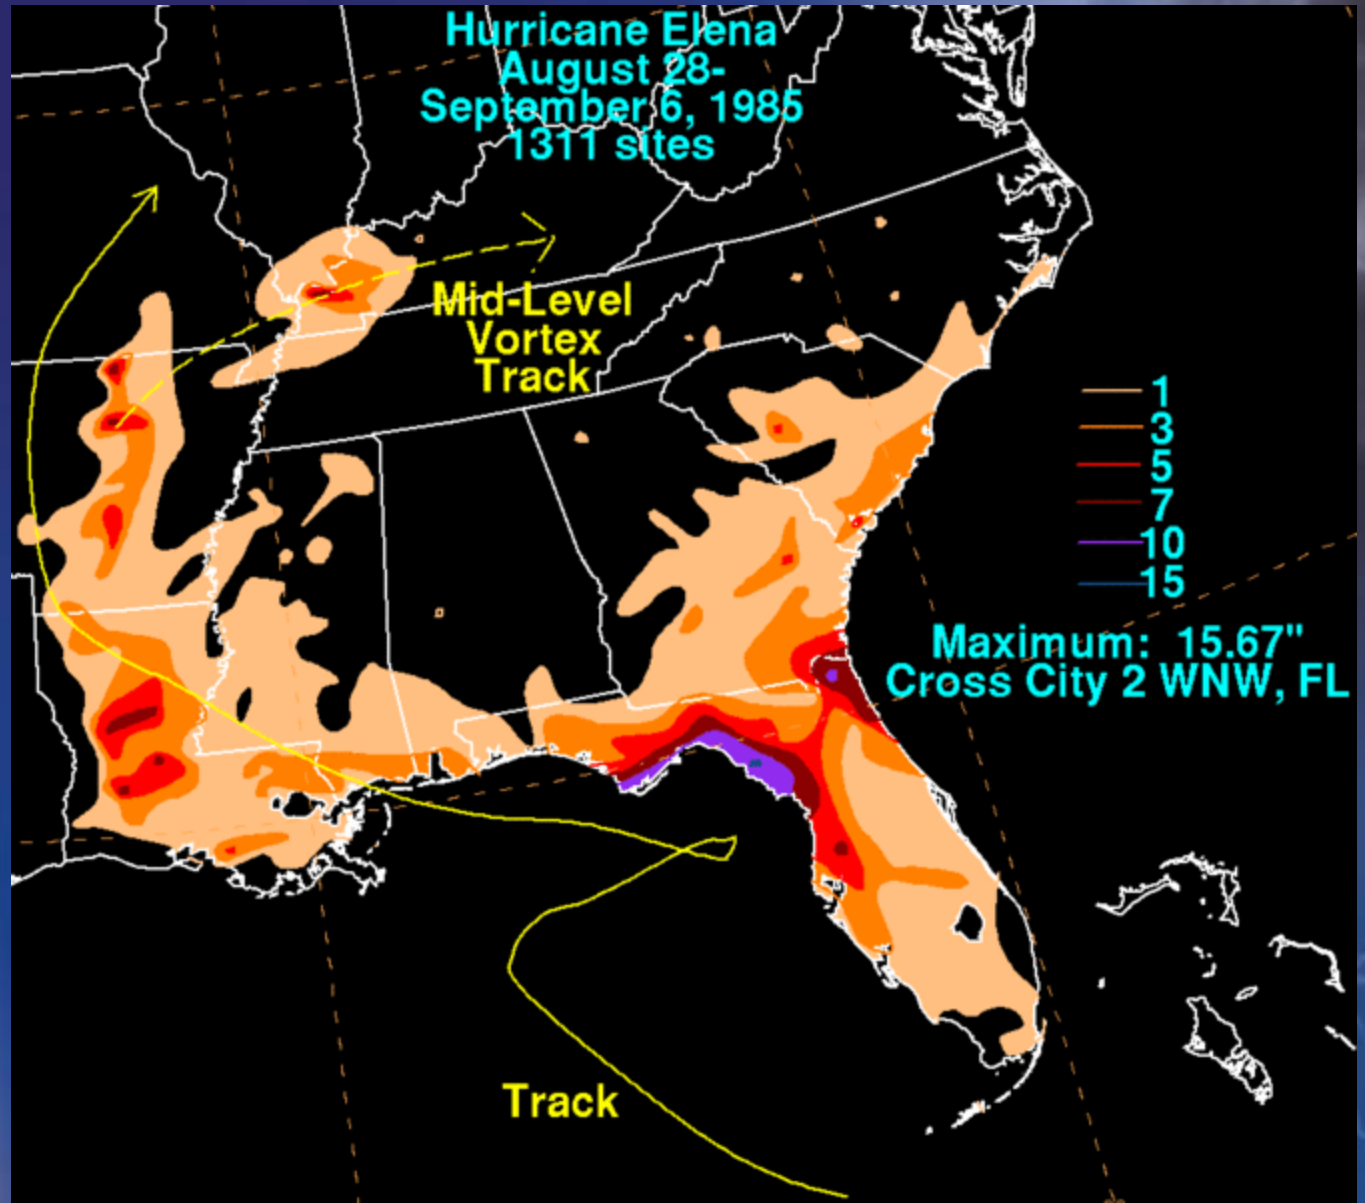 Hurricane Elena
August 28-
September 6, 1985
1311 sites
Mid-Level
Vortex
Track
1
3
5
7
10
15
Maximum: 15.67"
Cross City 2 WNW, FL
Track